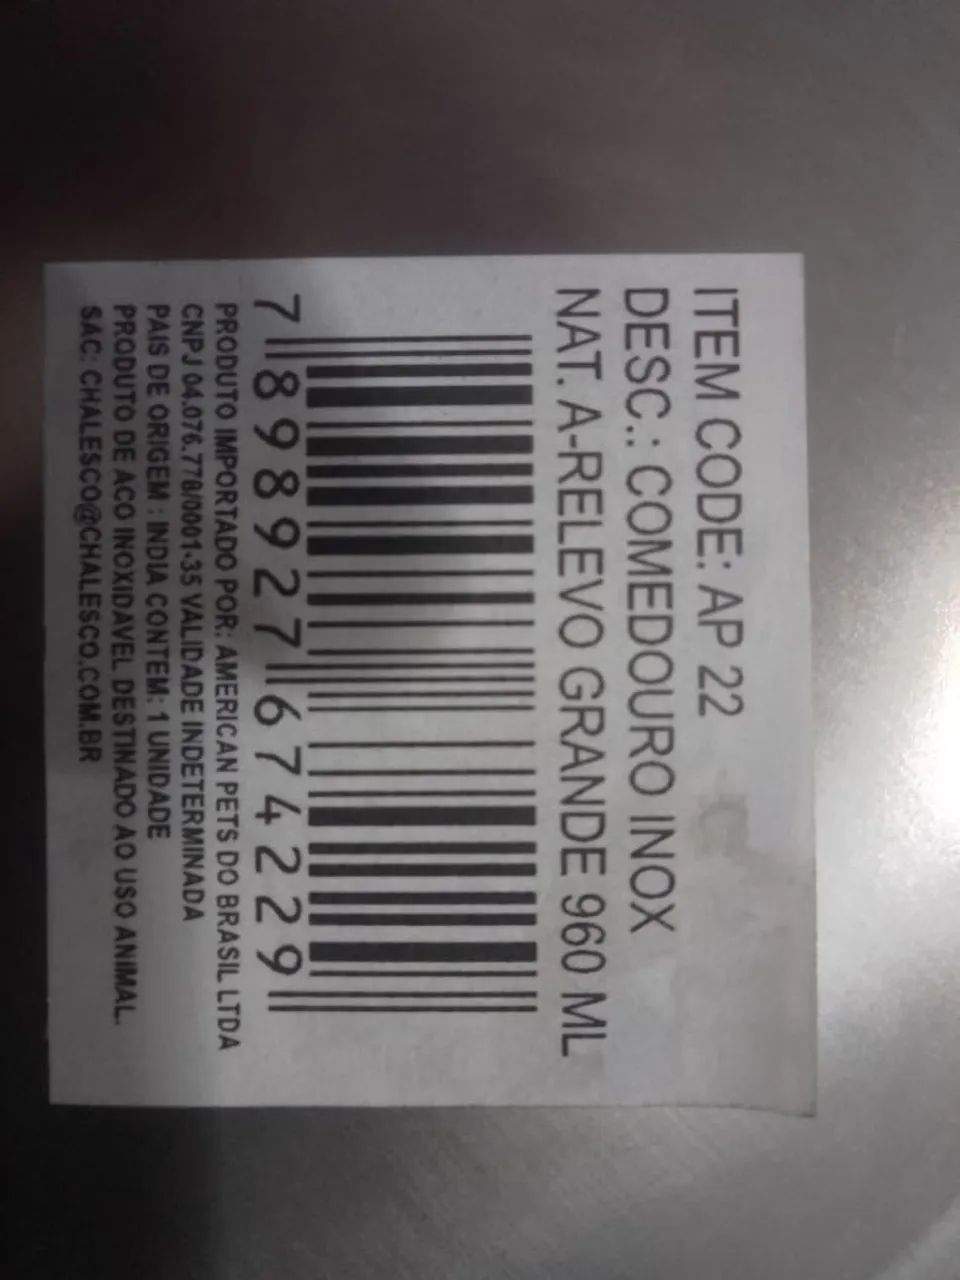 ITEM CODE: AP 22
DESC.: COMEDOURO INOX
NAT. A-RELEVO GRANDE 960 ML
7 898927 674229
PRODUTO IMPORTADO POR: AMERICAN PETS DO BRASIL LTDA
CNPJ 04.076.778/0001-35 VALIDADE INDETERMINADA
PAIS DE ORIGEM : INDIA CONTEM: 1 UNIDADE
PRODUTO DE ACO INOXIDAVEL DESTINADO AO USO ANIMAL.
SAC: CHALESCO@CHALESCO.COM.BR